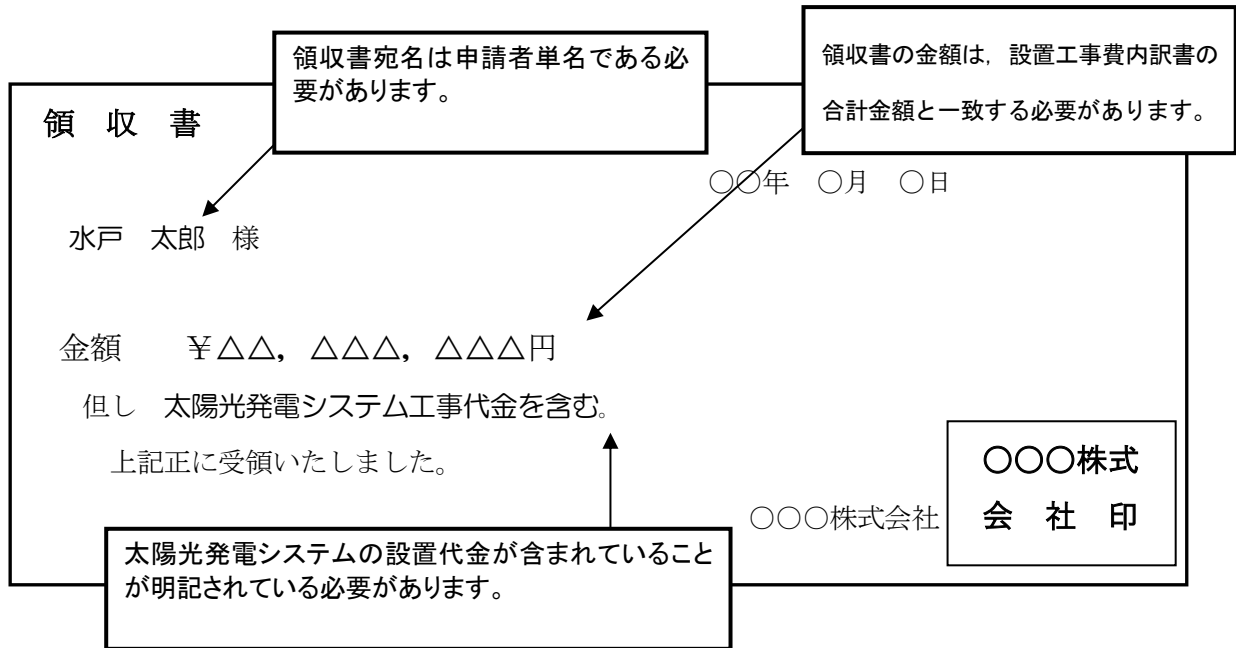 領収書宛名は申請者単名である必
要があります。
領収書の金額は，設置工事費内訳書の
合計金額と一致する必要があります。
領　収　書
○○年　○月　○日
水戸　太郎　様
金額　　￥△△，△△△，△△△円
但し　太陽光発電システム工事代金を含む。
上記正に受領いたしました。
○○○株式会社
○○○株式
会　社　印
太陽光発電システムの設置代金が含まれていること
が明記されている必要があります。